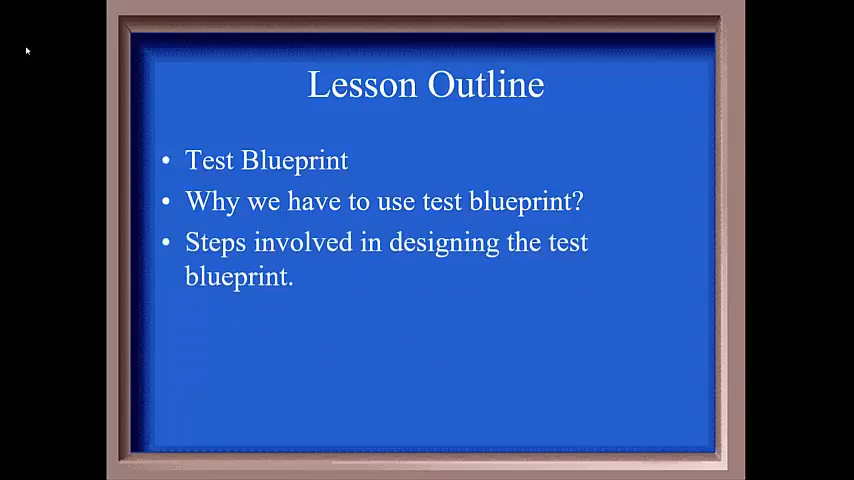 Lesson Outline
• Test Blueprint
• Why we have to use test blueprint?
• Steps involved in designing the test
blueprint.